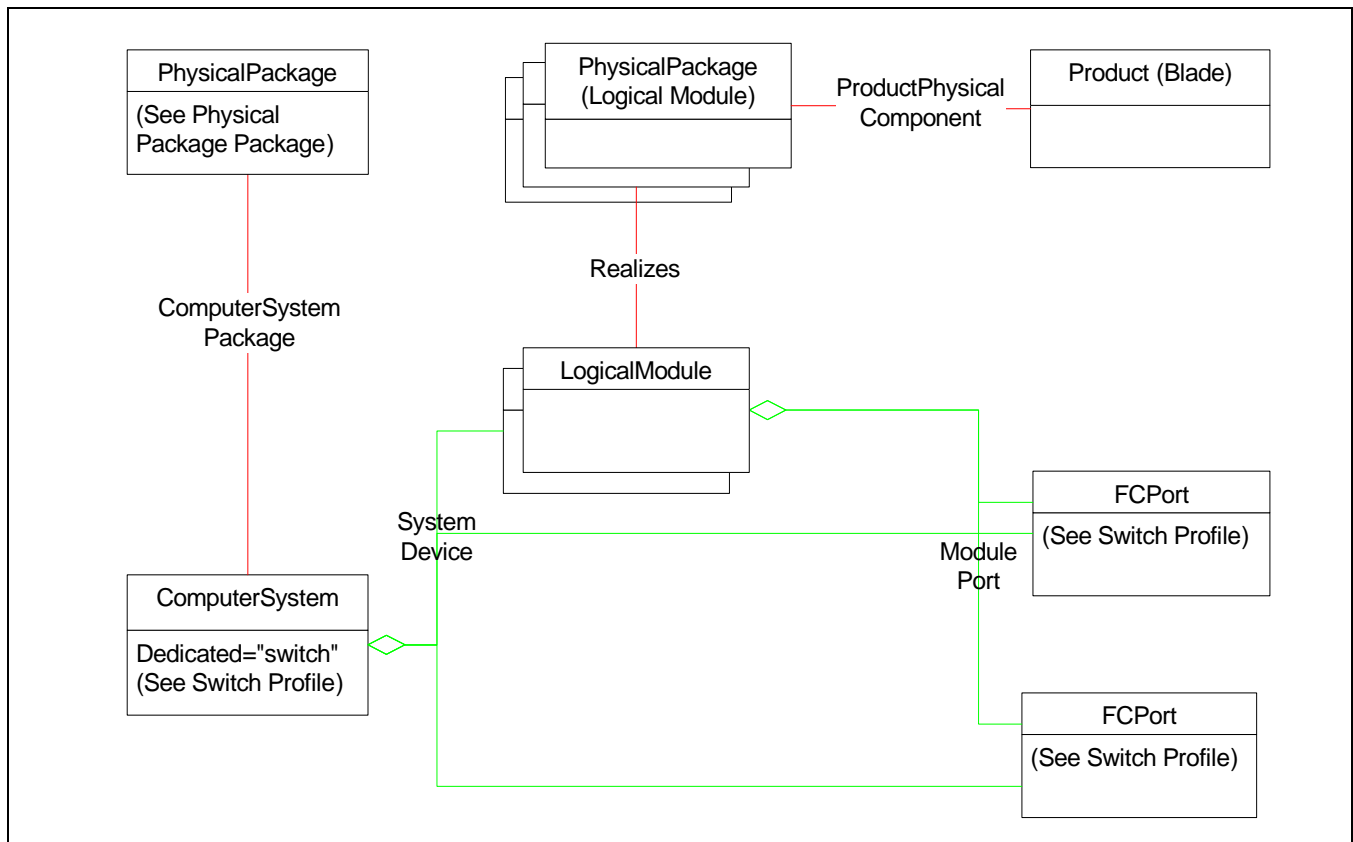 PhysicalPackage
(See Physical
Package Package)
PhysicalPackage
(Logical Module)
ProductPhysical
Component
Product (Blade)
ComputerSystem
Package
Realizes
LogicalModule
System
Device
Module
Port
FCPort
(See Switch Profile)
ComputerSystem
Dedicated="switch"
(See Switch Profile)
FCPort
(See Switch Profile)